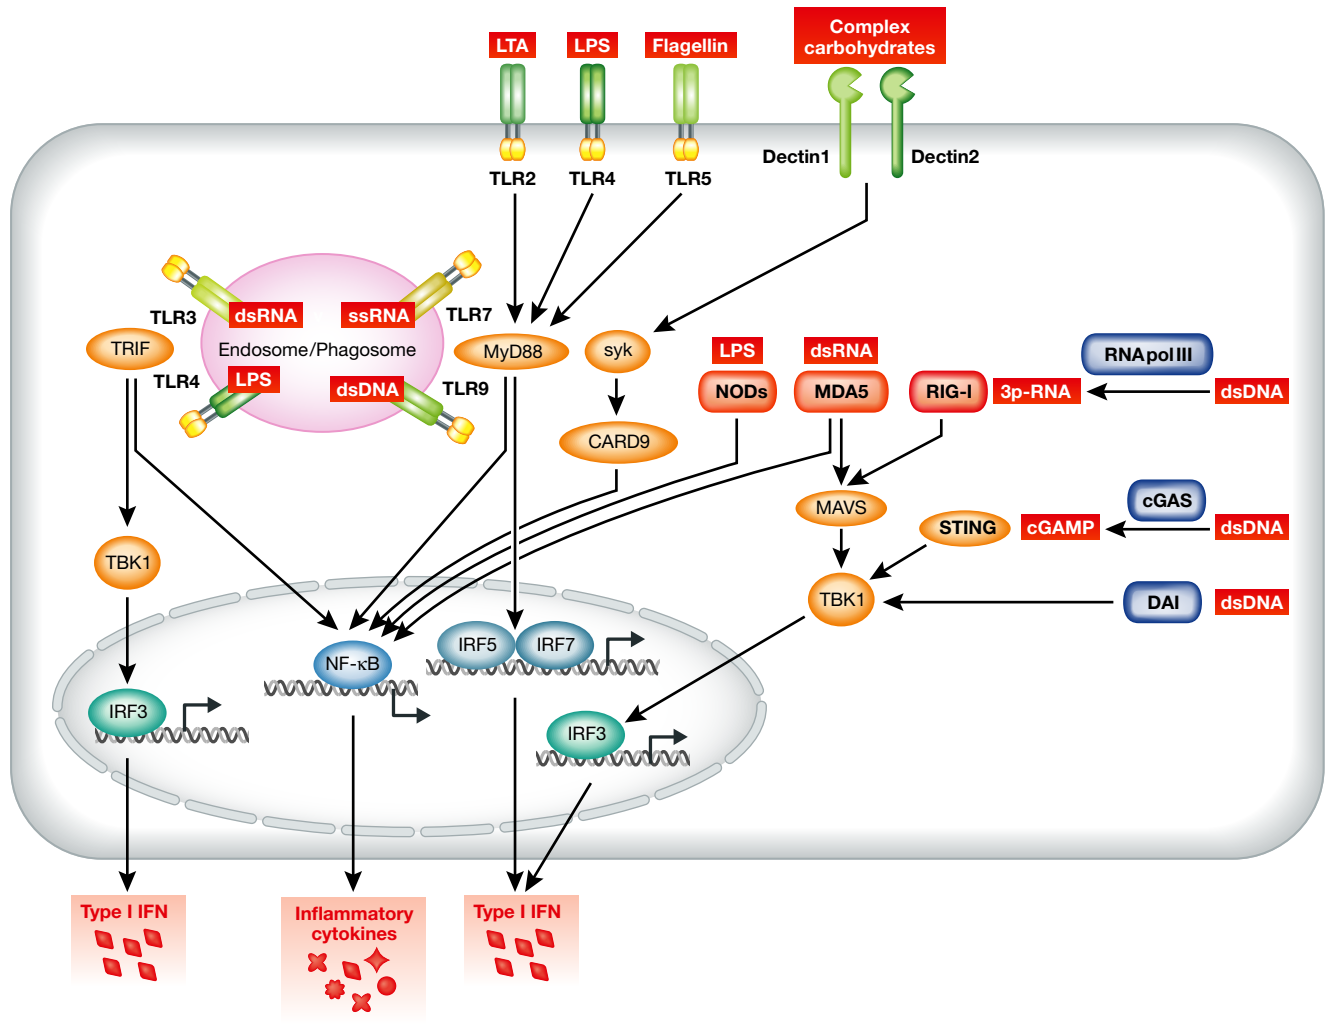 Complex
carbohydrates
LTA
LPS
Flagellin
Dectin1
Dectin2
TLR2
TLR4
TLR5
TLR3
dsRNA
ssRNA
TLR7
TRIF
Endosome/Phagosome
MyD88
syk
LPS
dsRNA
RNApolIII
TLR4
LPS
dsDNA
TLR9
NODs
MDA5
RIG-I
3p-RNA
dsDNA
CARD9
MAVS
cGAS
STING
cGAMP
dsDNA
TBK1
TBK1
DAI
dsDNA
IRF5
IRF7
NF-κB
IRF3
IRF3
Type I IFN
Inflammatory
cytokines
Type I IFN